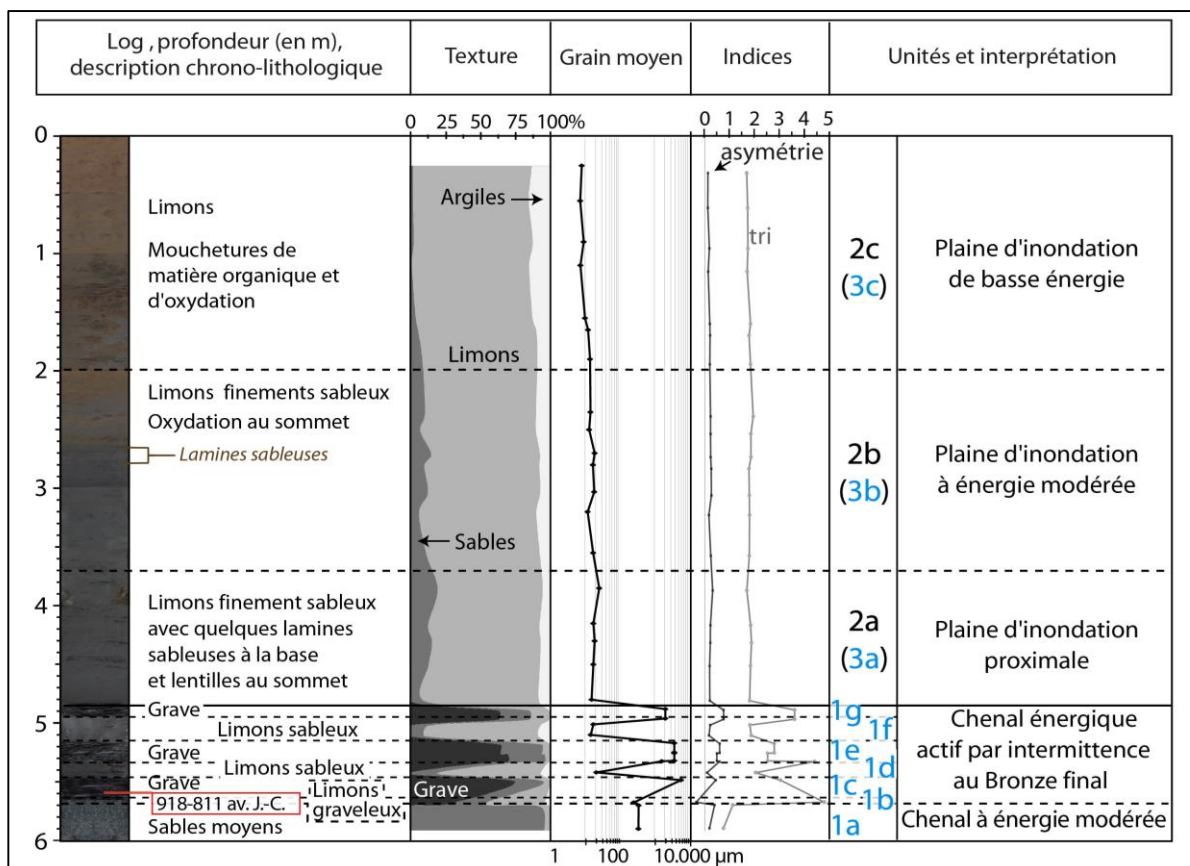 Log , profondeur (en m),
description chrono-lithologique
Texture
Grain moyen
Indices
Unités et interprétation
0 25 50 75 100%
0 1 2 3 4 5
0
1
2
3
4
5
6
Limons
Mouchetures de
matière organique et
d'oxydation
Limons finements sableux
Oxydation au sommet
Lamines sableuses
Limons finement sableux
avec quelques lamines
sableuses à la base
et lentilles au sommet
Grave
Limons sableux
Grave
Limons sableux
Grave
Limons
graveleux
918-811 av. J.-C.
Sables moyens
Argiles
Limons
Sables
Grave
1 100 10.000 μm
asymétrie
tri
2c
(3c)
Plaine d'inondation
de basse énergie
2b
(3b)
Plaine d'inondation
à énergie modérée
2a
(3a)
Plaine d'inondation
proximale
1g
1f
1e
1d
1c
1b
1a
Chenal énergique
actif par intermittence
au Bronze final
Chenal à énergie modérée